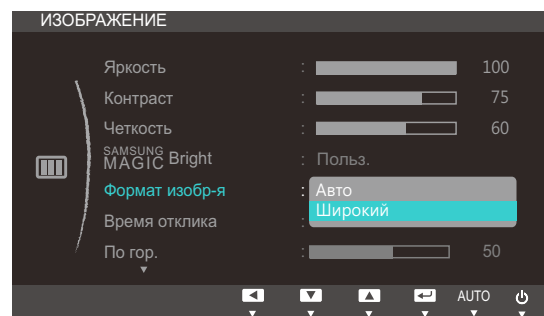 ИЗОБРАЖЕНИЕ
Яркость : 100
Контраст : 75
Четкость : 60
SAMSUNG MAGIC Bright : Польз.
Формат изобр-я : Авто
Широкий
Время отклика :
По гор. : 50
AUTO